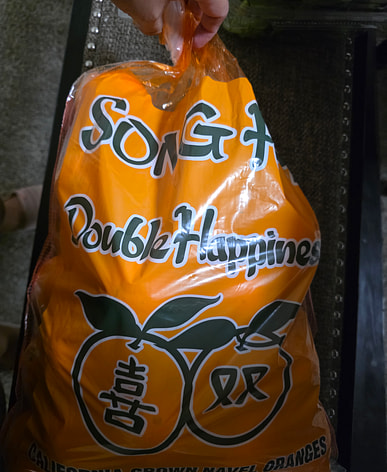 SONG H
Double Happines
喜 双
CALIFORNIA GROWN NAVEL ORANGES